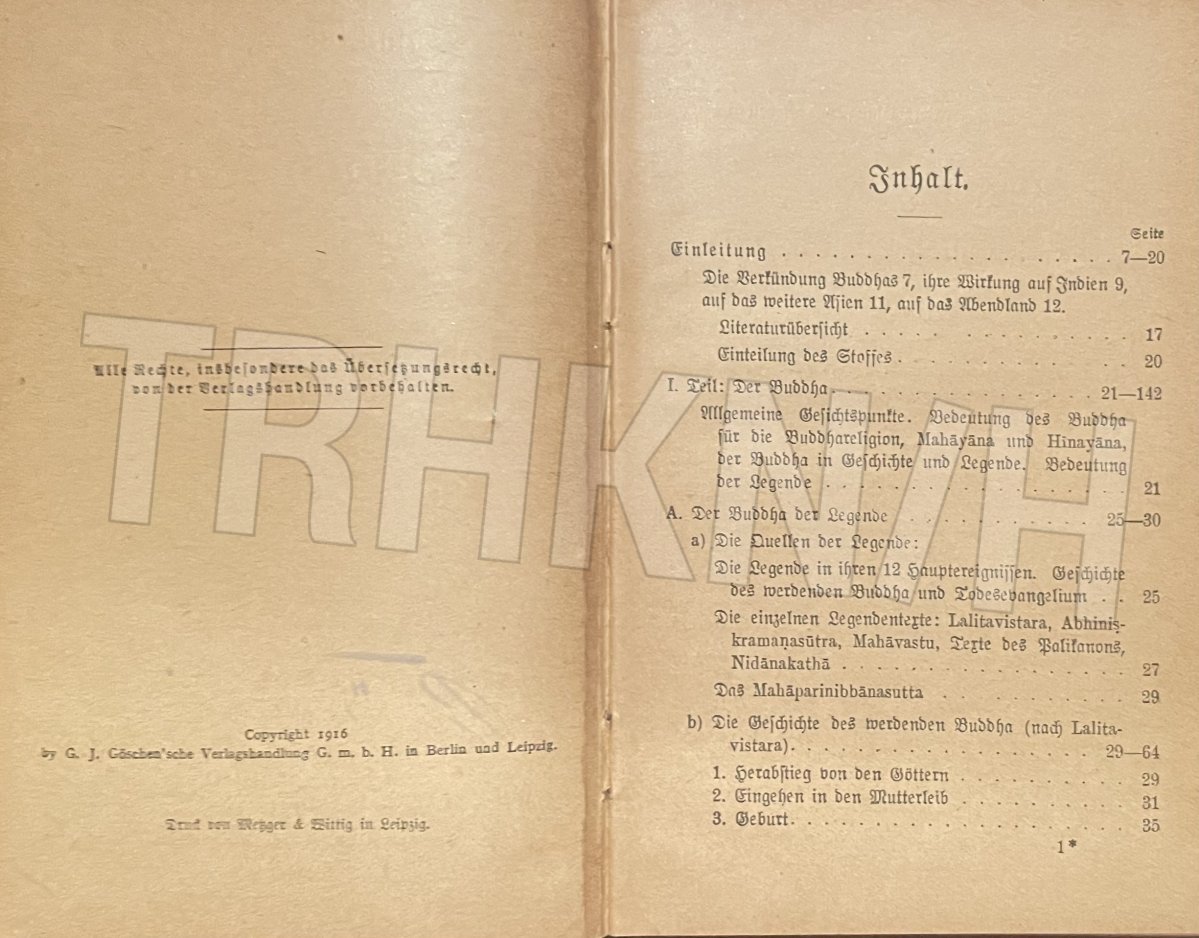 Alle Rechte, insbesondere das Übersetzungsrecht,
von der Verlagshandlung vorbehalten.
Copyright 1916
by G. J. Göschen'sche Verlagshandlung G. m. b. H. in Berlin und Leipzig.
Druck von Metzger & Wittig in Leipzig.
Inhalt.
Seite
Einleitung . . . . . . . . . . . . . . . . . . . . 7—20
Die Verkündung Buddhas 7, ihre Wirkung auf Indien 9,
auf das weitere Asien 11, auf das Abendland 12.
Literaturübersicht . . . . . . . . . . . . . . 17
Einteilung des Stoffes . . . . . . . . . . . . 20
I. Teil: Der Buddha . . . . . . . . . . . . . . . . 21—142
Allgemeine Gesichtspunkte. Bedeutung des Buddha
für die Buddhareligion, Mahāyāna und Hīnayāna,
der Buddha in Geschichte und Legende. Bedeutung
der Legende . . . . . . . . . . . . . . . . . . 21
A. Der Buddha der Legende . . . . . . . . . . . 25—30
a) Die Quellen der Legende:
Die Legende in ihren 12 Hauptereignissen. Geschichte
des werdenden Buddha und Todesevangelium . . 25
Die einzelnen Legendentexte: Lalitavistara, Abhiniṣ-
kramaṇasūtra, Mahāvastu, Texte des Palikanons,
Nidānakathā . . . . . . . . . . . . . . . . . 27
Das Mahāparinibbānasutta . . . . . . . . . . . 29
b) Die Geschichte des werdenden Buddha (nach Lalita-
vistara). . . . . . . . . . . . . . . . . . . 29—64
1. Herabstieg von den Göttern . . . . . . . . . 29
2. Eingehen in den Mutterleib . . . . . . . . . 31
3. Geburt. . . . . . . . . . . . . . . . . . . . 35
1*
TRHKNVH